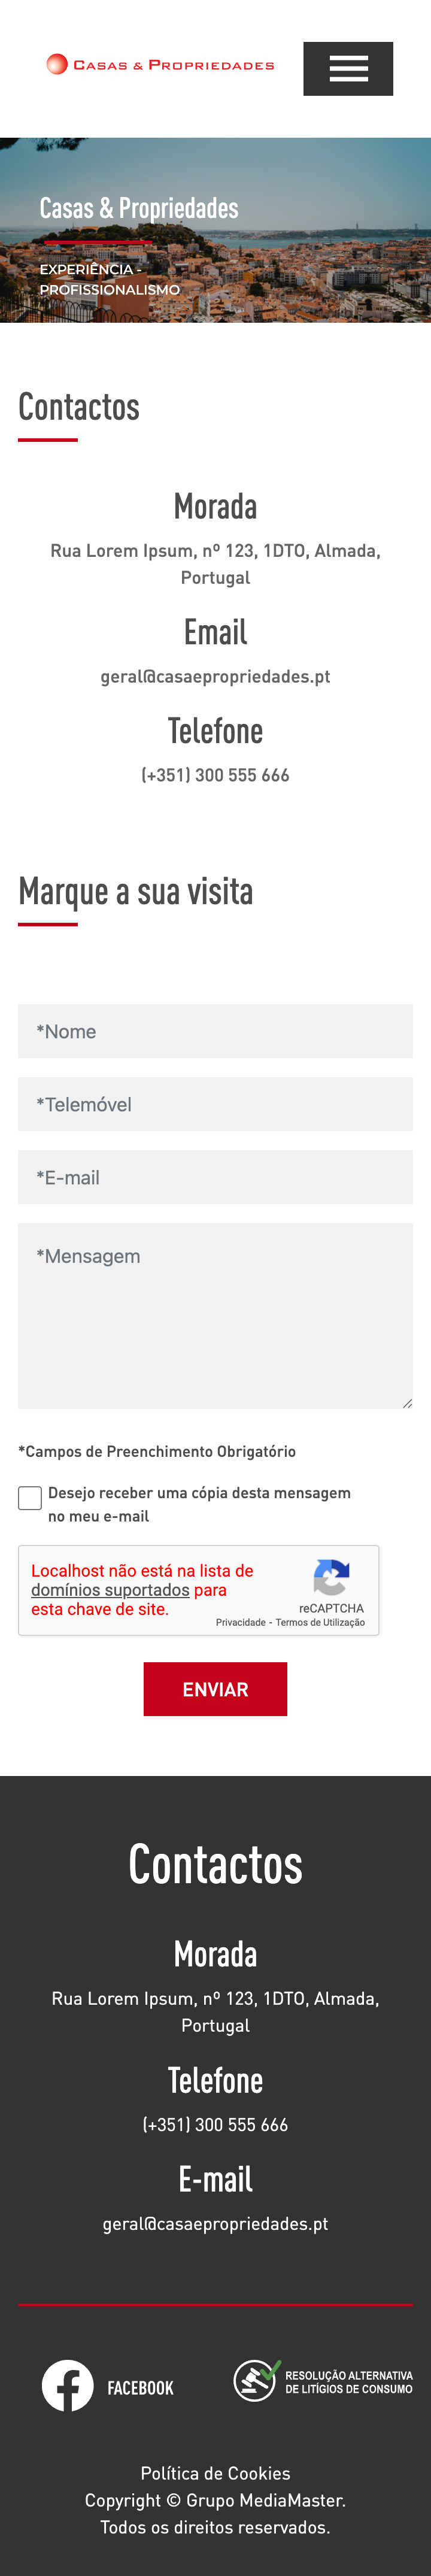 Casas & Propriedades
Casas & Propriedades
EXPERIÊNCIA -
PROFISSIONALISMO
Contactos
Morada
Rua Lorem Ipsum, nº 123, 1DTO, Almada,
Portugal
Email
geral@casaepropriedades.pt
Telefone
(+351) 300 555 666
Marque a sua visita
*Nome
*Telemóvel
*E-mail
*Mensagem
*Campos de Preenchimento Obrigatório
Desejo receber uma cópia desta mensagem
no meu e-mail
Localhost não está na lista de
domínios suportados para
esta chave de site.
reCAPTCHA
Privacidade - Termos de Utilização
ENVIAR
Contactos
Morada
Rua Lorem Ipsum, nº 123, 1DTO, Almada,
Portugal
Telefone
(+351) 300 555 666
E-mail
geral@casaepropriedades.pt
FACEBOOK
RESOLUÇÃO ALTERNATIVA
DE LITÍGIOS DE CONSUMO
Política de Cookies
Copyright © Grupo MediaMaster.
Todos os direitos reservados.